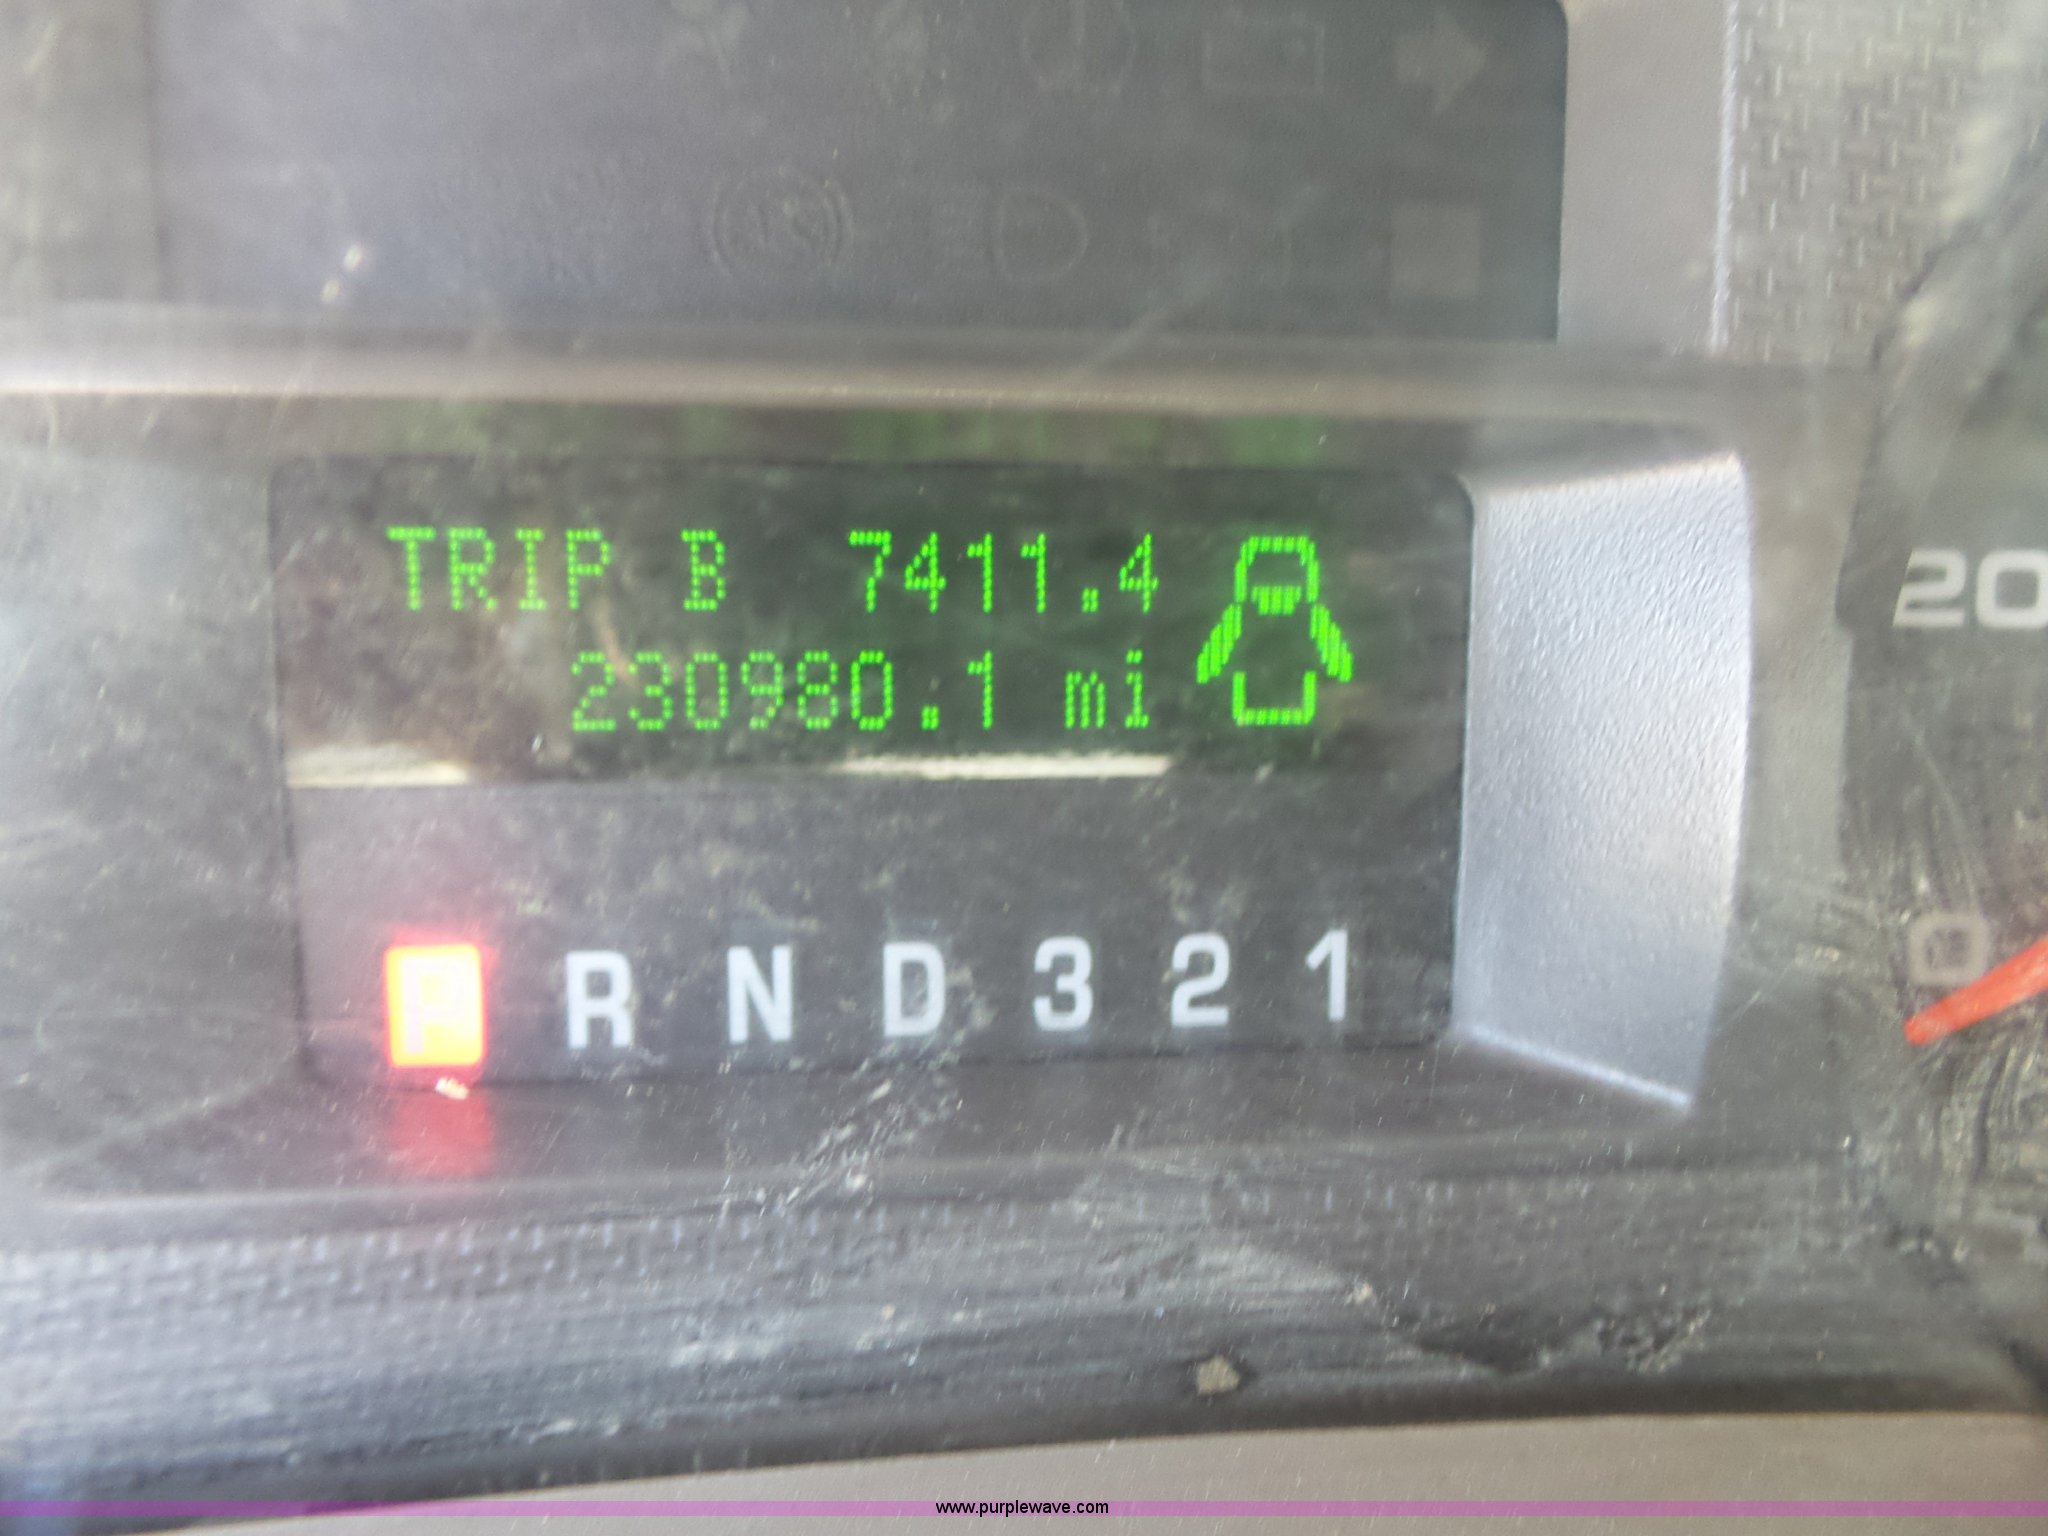 TRIP B 7411.4
230980.1 mi
20
P R N D 3 2 1
www.purplewave.com